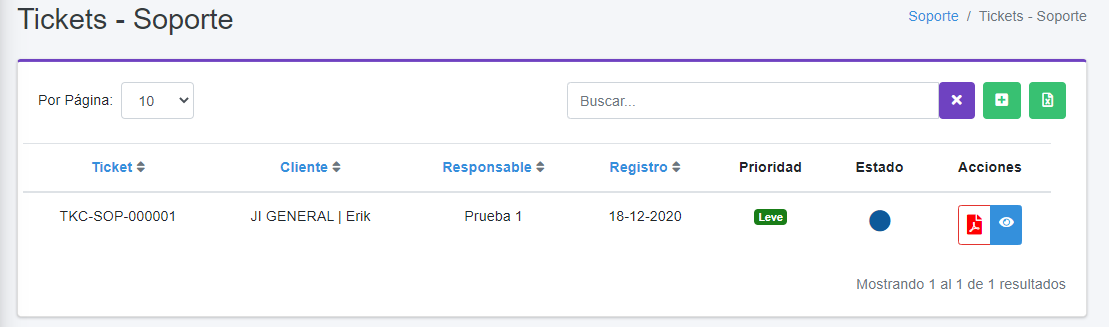 Tickets - Soporte
Soporte / Tickets - Soporte
Por Página: 10 Buscar...
Ticket Cliente Responsable Registro Prioridad Estado Acciones
TKC-SOP-000001 JI GENERAL | Erik Prueba 1 18-12-2020 Leve
Mostrando 1 al 1 de 1 resultados